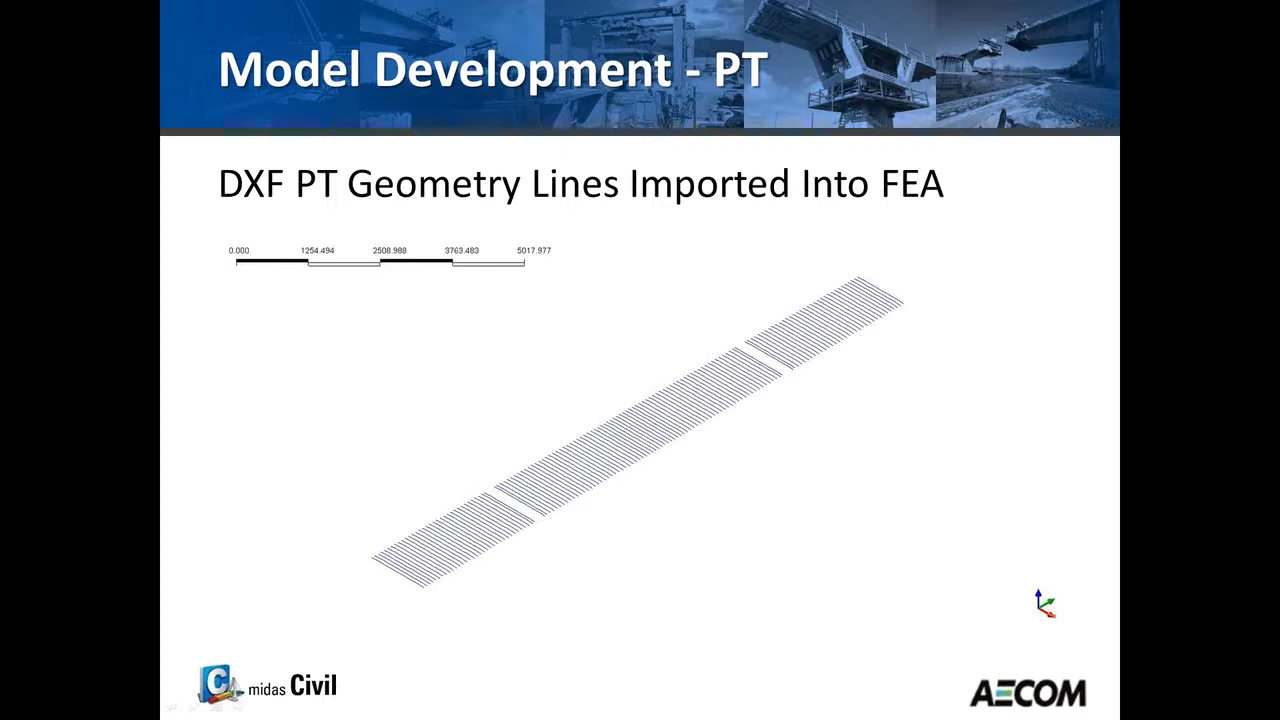 Model Development - PT
DXF PT Geometry Lines Imported Into FEA
0.000 1254.494 2508.988 3763.483 5017.977
C midas Civil
AECOM